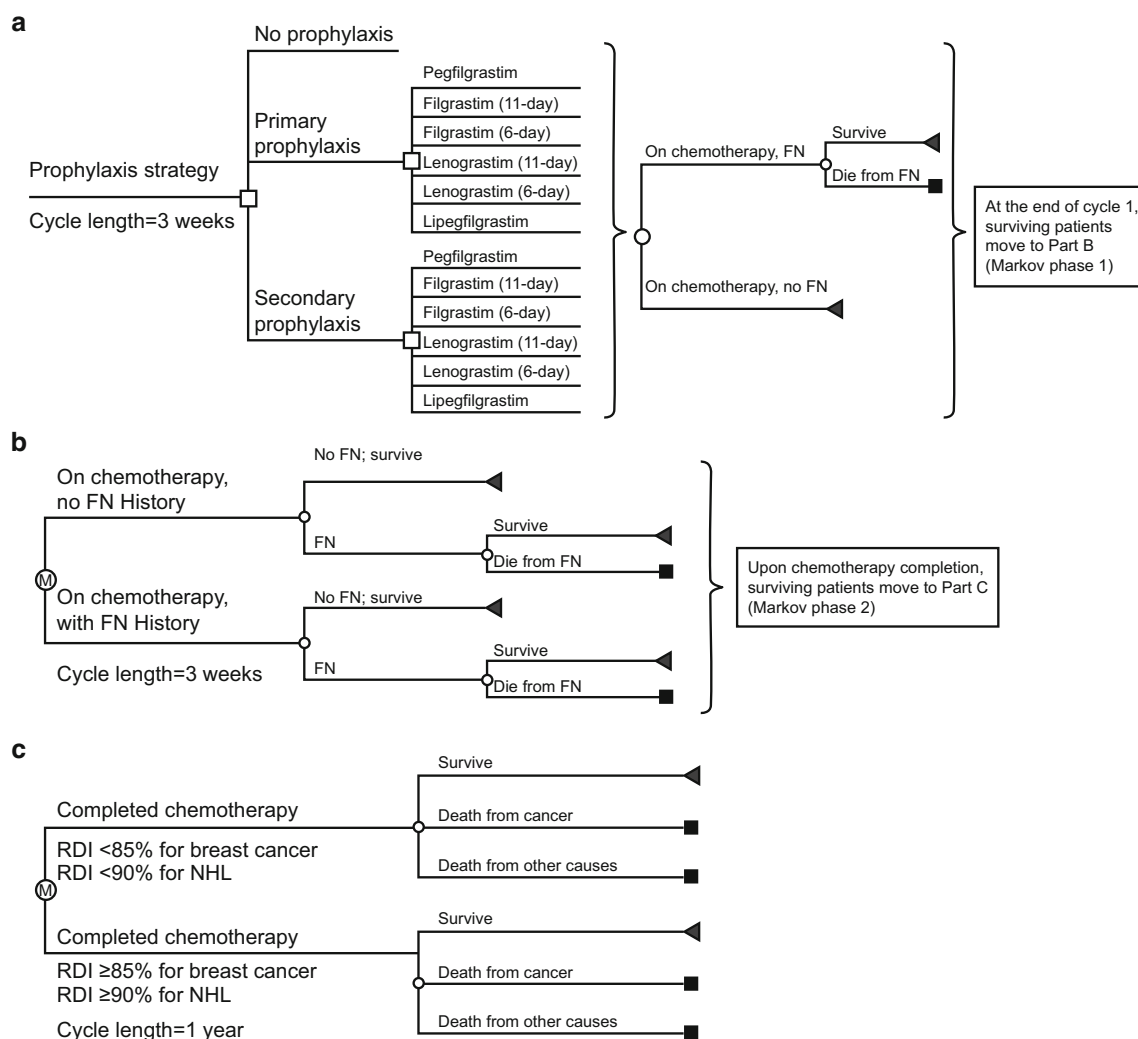 a
No prophylaxis
Primary
prophylaxis
Pegfilgrastim
Filgrastim (11-day)
Filgrastim (6-day)
Lenograstim (11-day)
Lenograstim (6-day)
Lipegfilgrastim
Prophylaxis strategy
Cycle length=3 weeks
Secondary
prophylaxis
Pegfilgrastim
Filgrastim (11-day)
Filgrastim (6-day)
Lenograstim (11-day)
Lenograstim (6-day)
Lipegfilgrastim
On chemotherapy, FN
Survive
Die from FN
On chemotherapy, no FN
At the end of cycle 1,
surviving patients
move to Part B
(Markov phase 1)
b
On chemotherapy,
no FN History
No FN; survive
FN
Survive
Die from FN
M
On chemotherapy,
with FN History
No FN; survive
FN
Survive
Die from FN
Cycle length=3 weeks
Upon chemotherapy completion,
surviving patients move to Part C
(Markov phase 2)
c
Completed chemotherapy
RDI <85% for breast cancer
RDI <90% for NHL
Survive
Death from cancer
Death from other causes
M
Completed chemotherapy
RDI ≥85% for breast cancer
RDI ≥90% for NHL
Cycle length=1 year
Survive
Death from cancer
Death from other causes